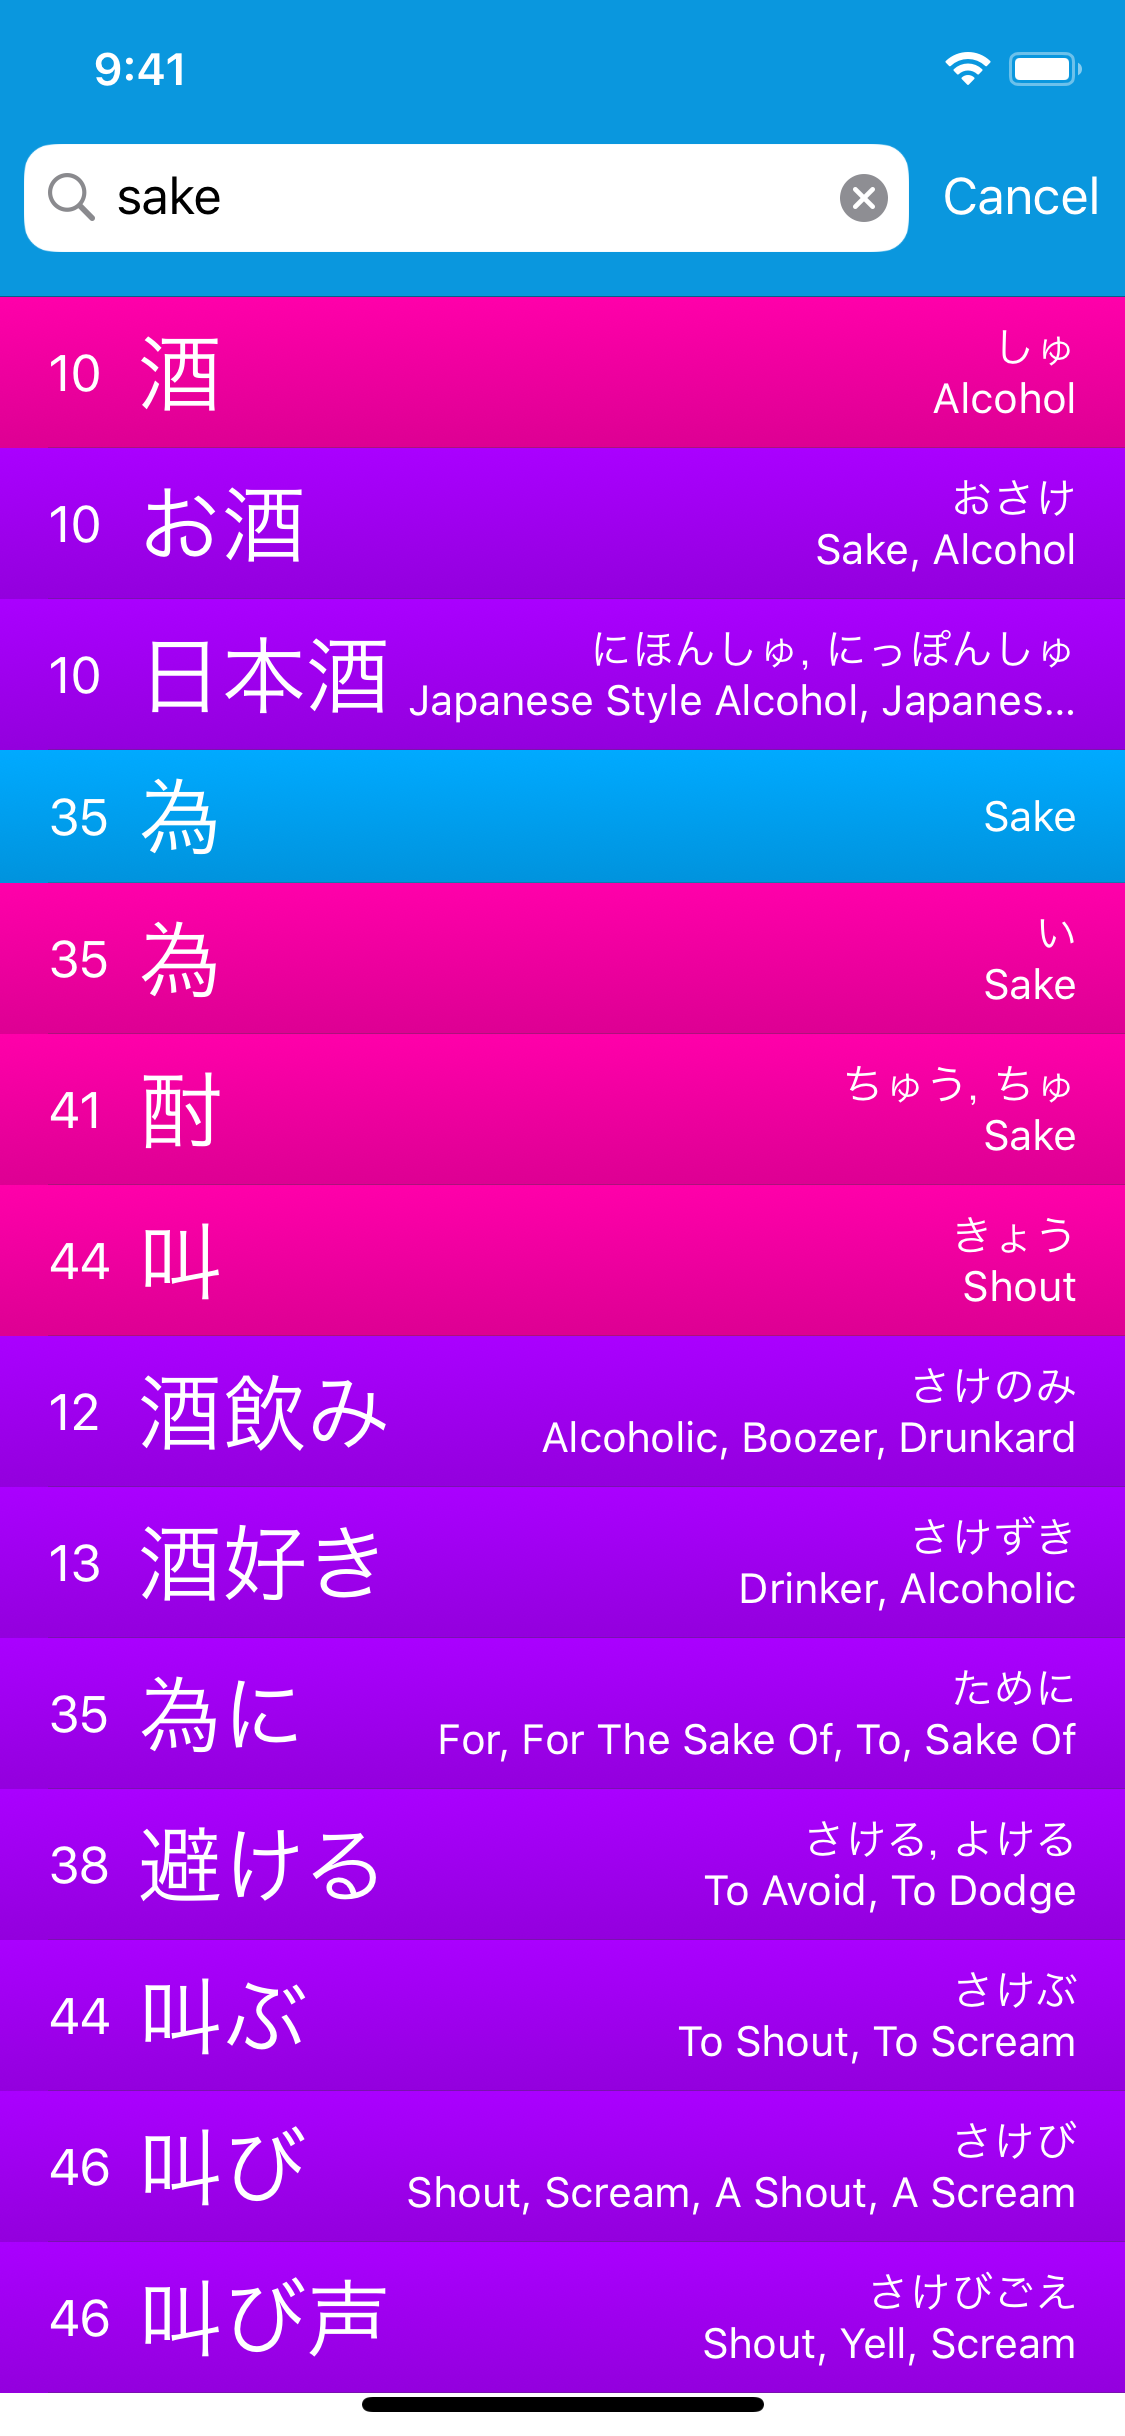 9:41
sake
Cancel
10 酒 しゅ
Alcohol
10 お酒 おさけ
Sake, Alcohol
10 日本酒 にほんしゅ, にっぽんしゅ
Japanese Style Alcohol, Japanes...
35 為 Sake
35 為 い
Sake
41 酎 ちゅう, ちゅ
Sake
44 叫 きょう
Shout
12 酒飲み さけのみ
Alcoholic, Boozer, Drunkard
13 酒好き さけずき
Drinker, Alcoholic
35 為に ために
For, For The Sake Of, To, Sake Of
38 避ける さける, よける
To Avoid, To Dodge
44 叫ぶ さけぶ
To Shout, To Scream
46 叫び さけび
Shout, Scream, A Shout, A Scream
46 叫び声 さけびごえ
Shout, Yell, Scream